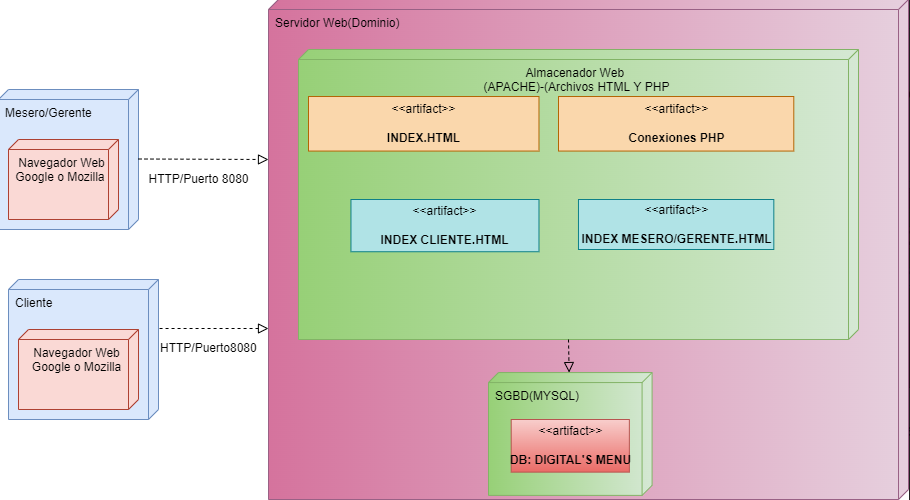 Servidor Web(Dominio)
Almacenador Web
(APACHE)-(Archivos HTML Y PHP
<<artifact>>
INDEX.HTML
<<artifact>>
Conexiones PHP
<<artifact>>
INDEX CLIENTE.HTML
<<artifact>>
INDEX MESERO/GERENTE.HTML
Mesero/Gerente
Navegador Web
Google o Mozilla
HTTP/Puerto 8080
Cliente
Navegador Web
Google o Mozilla
HTTP/Puerto8080
SGBD(MYSQL)
<<artifact>>
DB: DIGITAL'S MENU